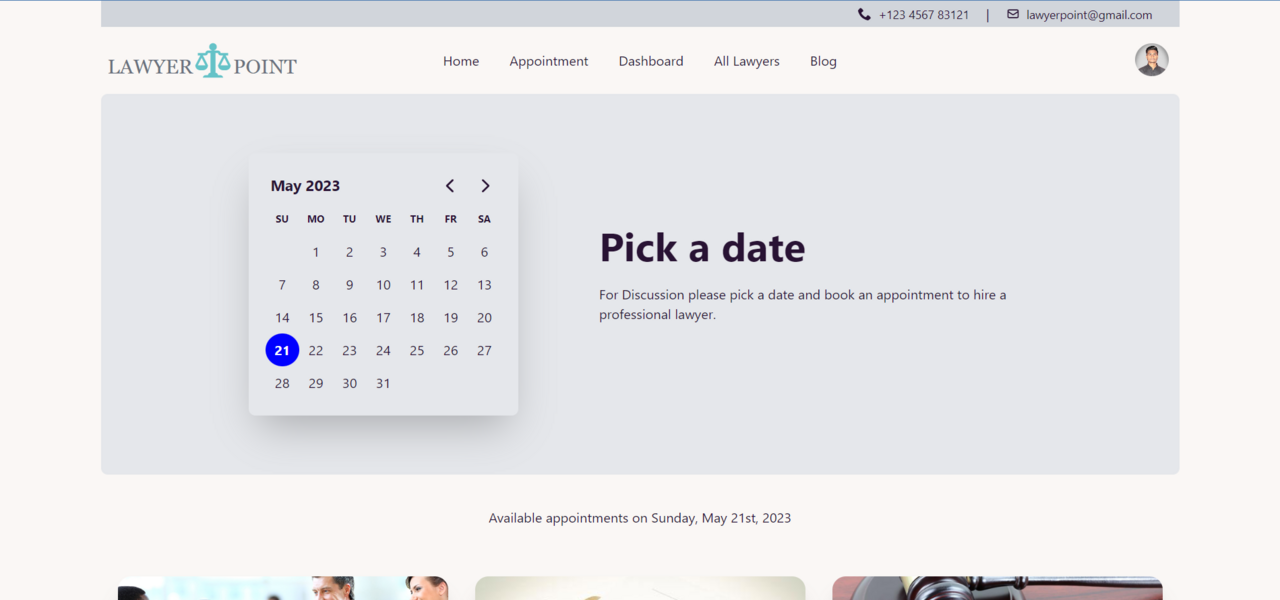 +123 4567 83121 | lawyerpoint@gmail.com
LAWYER POINT
Home Appointment Dashboard All Lawyers Blog
May 2023
SU MO TU WE TH FR SA
1 2 3 4 5 6
7 8 9 10 11 12 13
14 15 16 17 18 19 20
21 22 23 24 25 26 27
28 29 30 31
Pick a date
For Discussion please pick a date and book an appointment to hire a
professional lawyer.
Available appointments on Sunday, May 21st, 2023